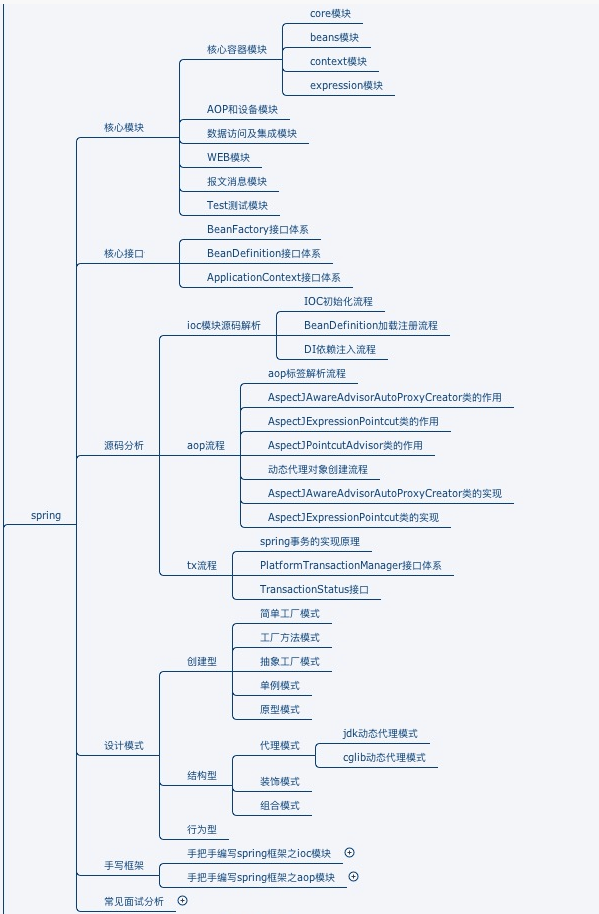 core模块
beans模块
核心容器模块
context模块
expression模块
AOP和设备模块
核心模块
数据访问及集成模块
WEB模块
报文消息模块
Test测试模块
BeanFactory接口体系
核心接口
BeanDefinition接口体系
ApplicationContext接口体系
IOC初始化流程
ioc模块源码解析
BeanDefinition加载注册流程
DI依赖注入流程
aop标签解析流程
AspectJAwareAdvisorAutoProxyCreator类的作用
AspectJExpressionPointcut类的作用
源码分析
aop流程
AspectJPointcutAdvisor类的作用
动态代理对象创建流程
AspectJAwareAdvisorAutoProxyCreator类的实现
spring
AspectJExpressionPointcut类的实现
spring事务的实现原理
tx流程
PlatformTransactionManager接口体系
TransactionStatus接口
简单工厂模式
工厂方法模式
创建型
抽象工厂模式
单例模式
原型模式
jdk动态代理模式
设计模式
代理模式
cglib动态代理模式
结构型
装饰模式
组合模式
行为型
手把手编写spring框架之ioc模块
手写框架
手把手编写spring框架之aop模块
常见面试分析